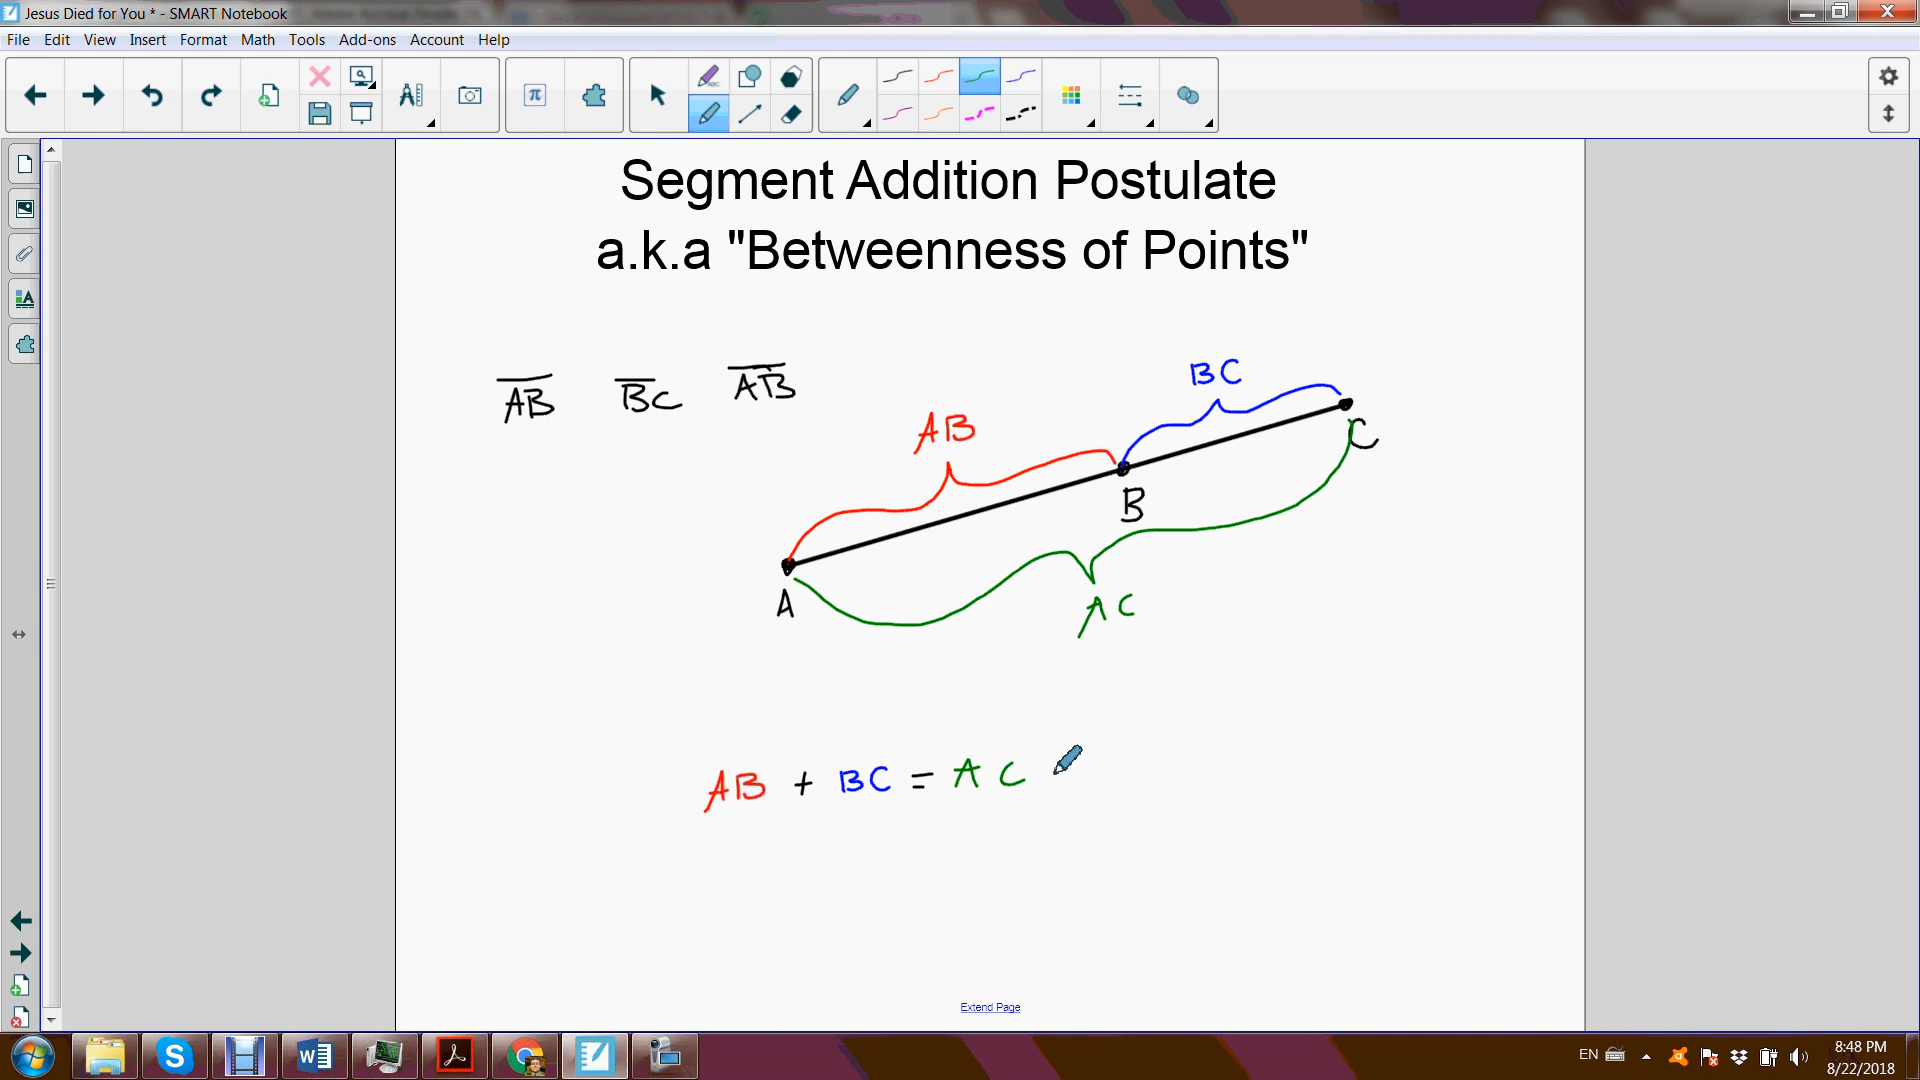 Jesus Died for You * - SMART Notebook
File Edit View Insert Format Math Tools Add-ons Account Help
Segment Addition Postulate
a.k.a "Betweenness of Points"
AB BC AB
BC
AB
C
B
A
AC
AB + BC = AC
Extend Page
EN
8:48 PM
8/22/2018